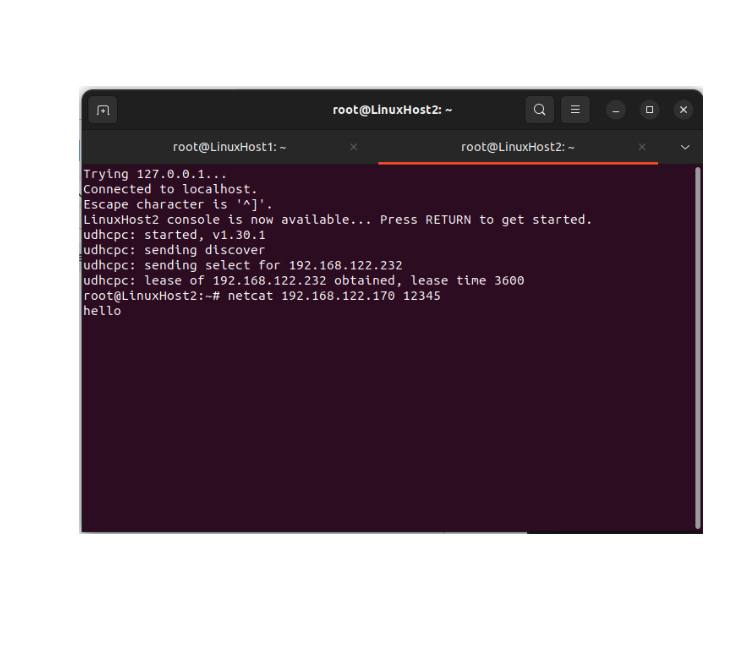 root@LinuxHost2: ~
root@LinuxHost1: ~
root@LinuxHost2: ~
Trying 127.0.0.1...
Connected to localhost.
Escape character is '^]'.
LinuxHost2 console is now available... Press RETURN to get started.
udhcpc: started, v1.30.1
udhcpc: sending discover
udhcpc: sending select for 192.168.122.232
udhcpc: lease of 192.168.122.232 obtained, lease time 3600
root@LinuxHost2:~# netcat 192.168.122.170 12345
hello